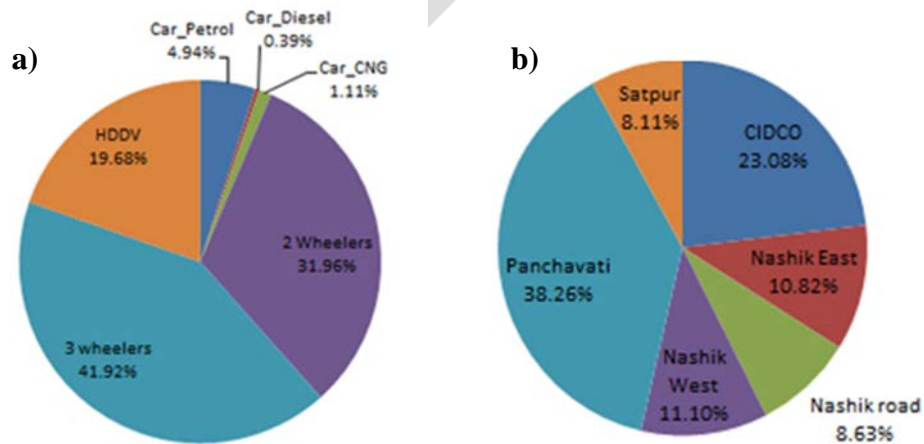 a)
Car_Petrol
4.94%
Car_Diesel
0.39%
Car_CNG
1.11%
HDDV
19.68%
2 Wheelers
31.96%
3 wheelers
41.92%
b)
Satpur
8.11%
CIDCO
23.08%
Nashik East
10.82%
Panchavati
38.26%
Nashik
West
11.10%
Nashik road
8.63%